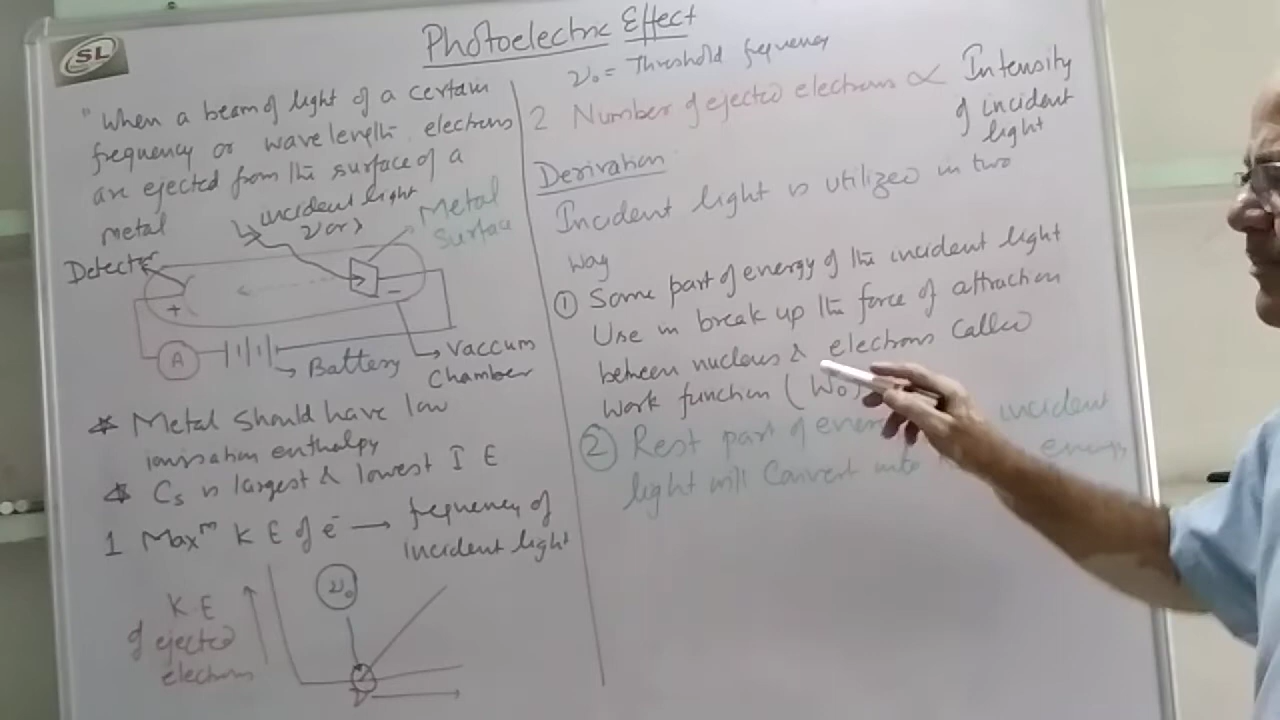 SL
Photoelectric Effect
"When a beam of light of a certain
frequency or wavelength electrons
are ejected from the surface of a
metal
incident light
ν or λ
Metal
Surface
Detector
+
−
A
Battery
Vaccum
Chamber
* Metal should have low
ionisation enthalpy
* Cs is largest & lowest I E
1 Maxm K E of e- → frequency of
incident light
K E
of ejected
electrons
ν0
ν
ν0 = Threshold frequency
2 Number of ejected electrons ∝ Intensity
of incident
light
Derivation
Incident light is utilized in two
way
① Some part of energy of the incident light
Use in break up the force of attraction
between nucleus & electrons called
work function (W0)
② Rest part of incident
light will Convert into energy